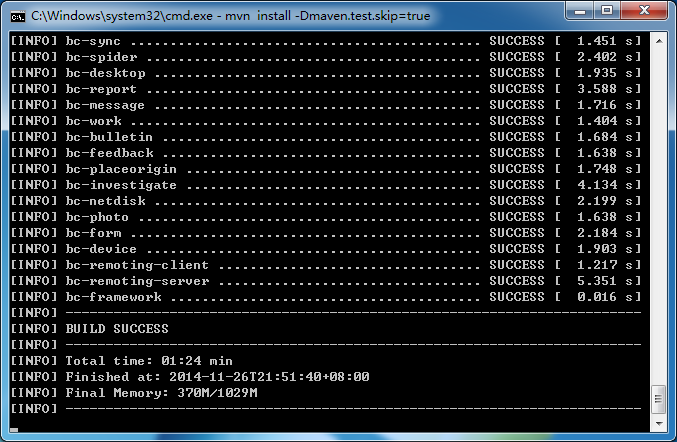 C:\Windows\system32\cmd.exe - mvn  install -Dmaven.test.skip=true
[INFO] bc-sync ............................................ SUCCESS [  1.451 s]
[INFO] bc-spider .......................................... SUCCESS [  2.402 s]
[INFO] bc-desktop ......................................... SUCCESS [  1.935 s]
[INFO] bc-report .......................................... SUCCESS [  3.588 s]
[INFO] bc-message ......................................... SUCCESS [  1.716 s]
[INFO] bc-work ............................................ SUCCESS [  1.404 s]
[INFO] bc-bulletin ........................................ SUCCESS [  1.684 s]
[INFO] bc-feedback ........................................ SUCCESS [  1.638 s]
[INFO] bc-placeorigin ..................................... SUCCESS [  1.748 s]
[INFO] bc-investigate ..................................... SUCCESS [  4.134 s]
[INFO] bc-netdisk ......................................... SUCCESS [  2.199 s]
[INFO] bc-photo ........................................... SUCCESS [  1.638 s]
[INFO] bc-form ............................................ SUCCESS [  2.184 s]
[INFO] bc-device .......................................... SUCCESS [  1.903 s]
[INFO] bc-remoting-client ................................. SUCCESS [  1.217 s]
[INFO] bc-remoting-server ................................. SUCCESS [  5.351 s]
[INFO] bc-framework ....................................... SUCCESS [  0.016 s]
[INFO] ------------------------------------------------------------------------
[INFO] BUILD SUCCESS
[INFO] ------------------------------------------------------------------------
[INFO] Total time: 01:24 min
[INFO] Finished at: 2014-11-26T21:51:40+08:00
[INFO] Final Memory: 370M/1029M
[INFO] ------------------------------------------------------------------------